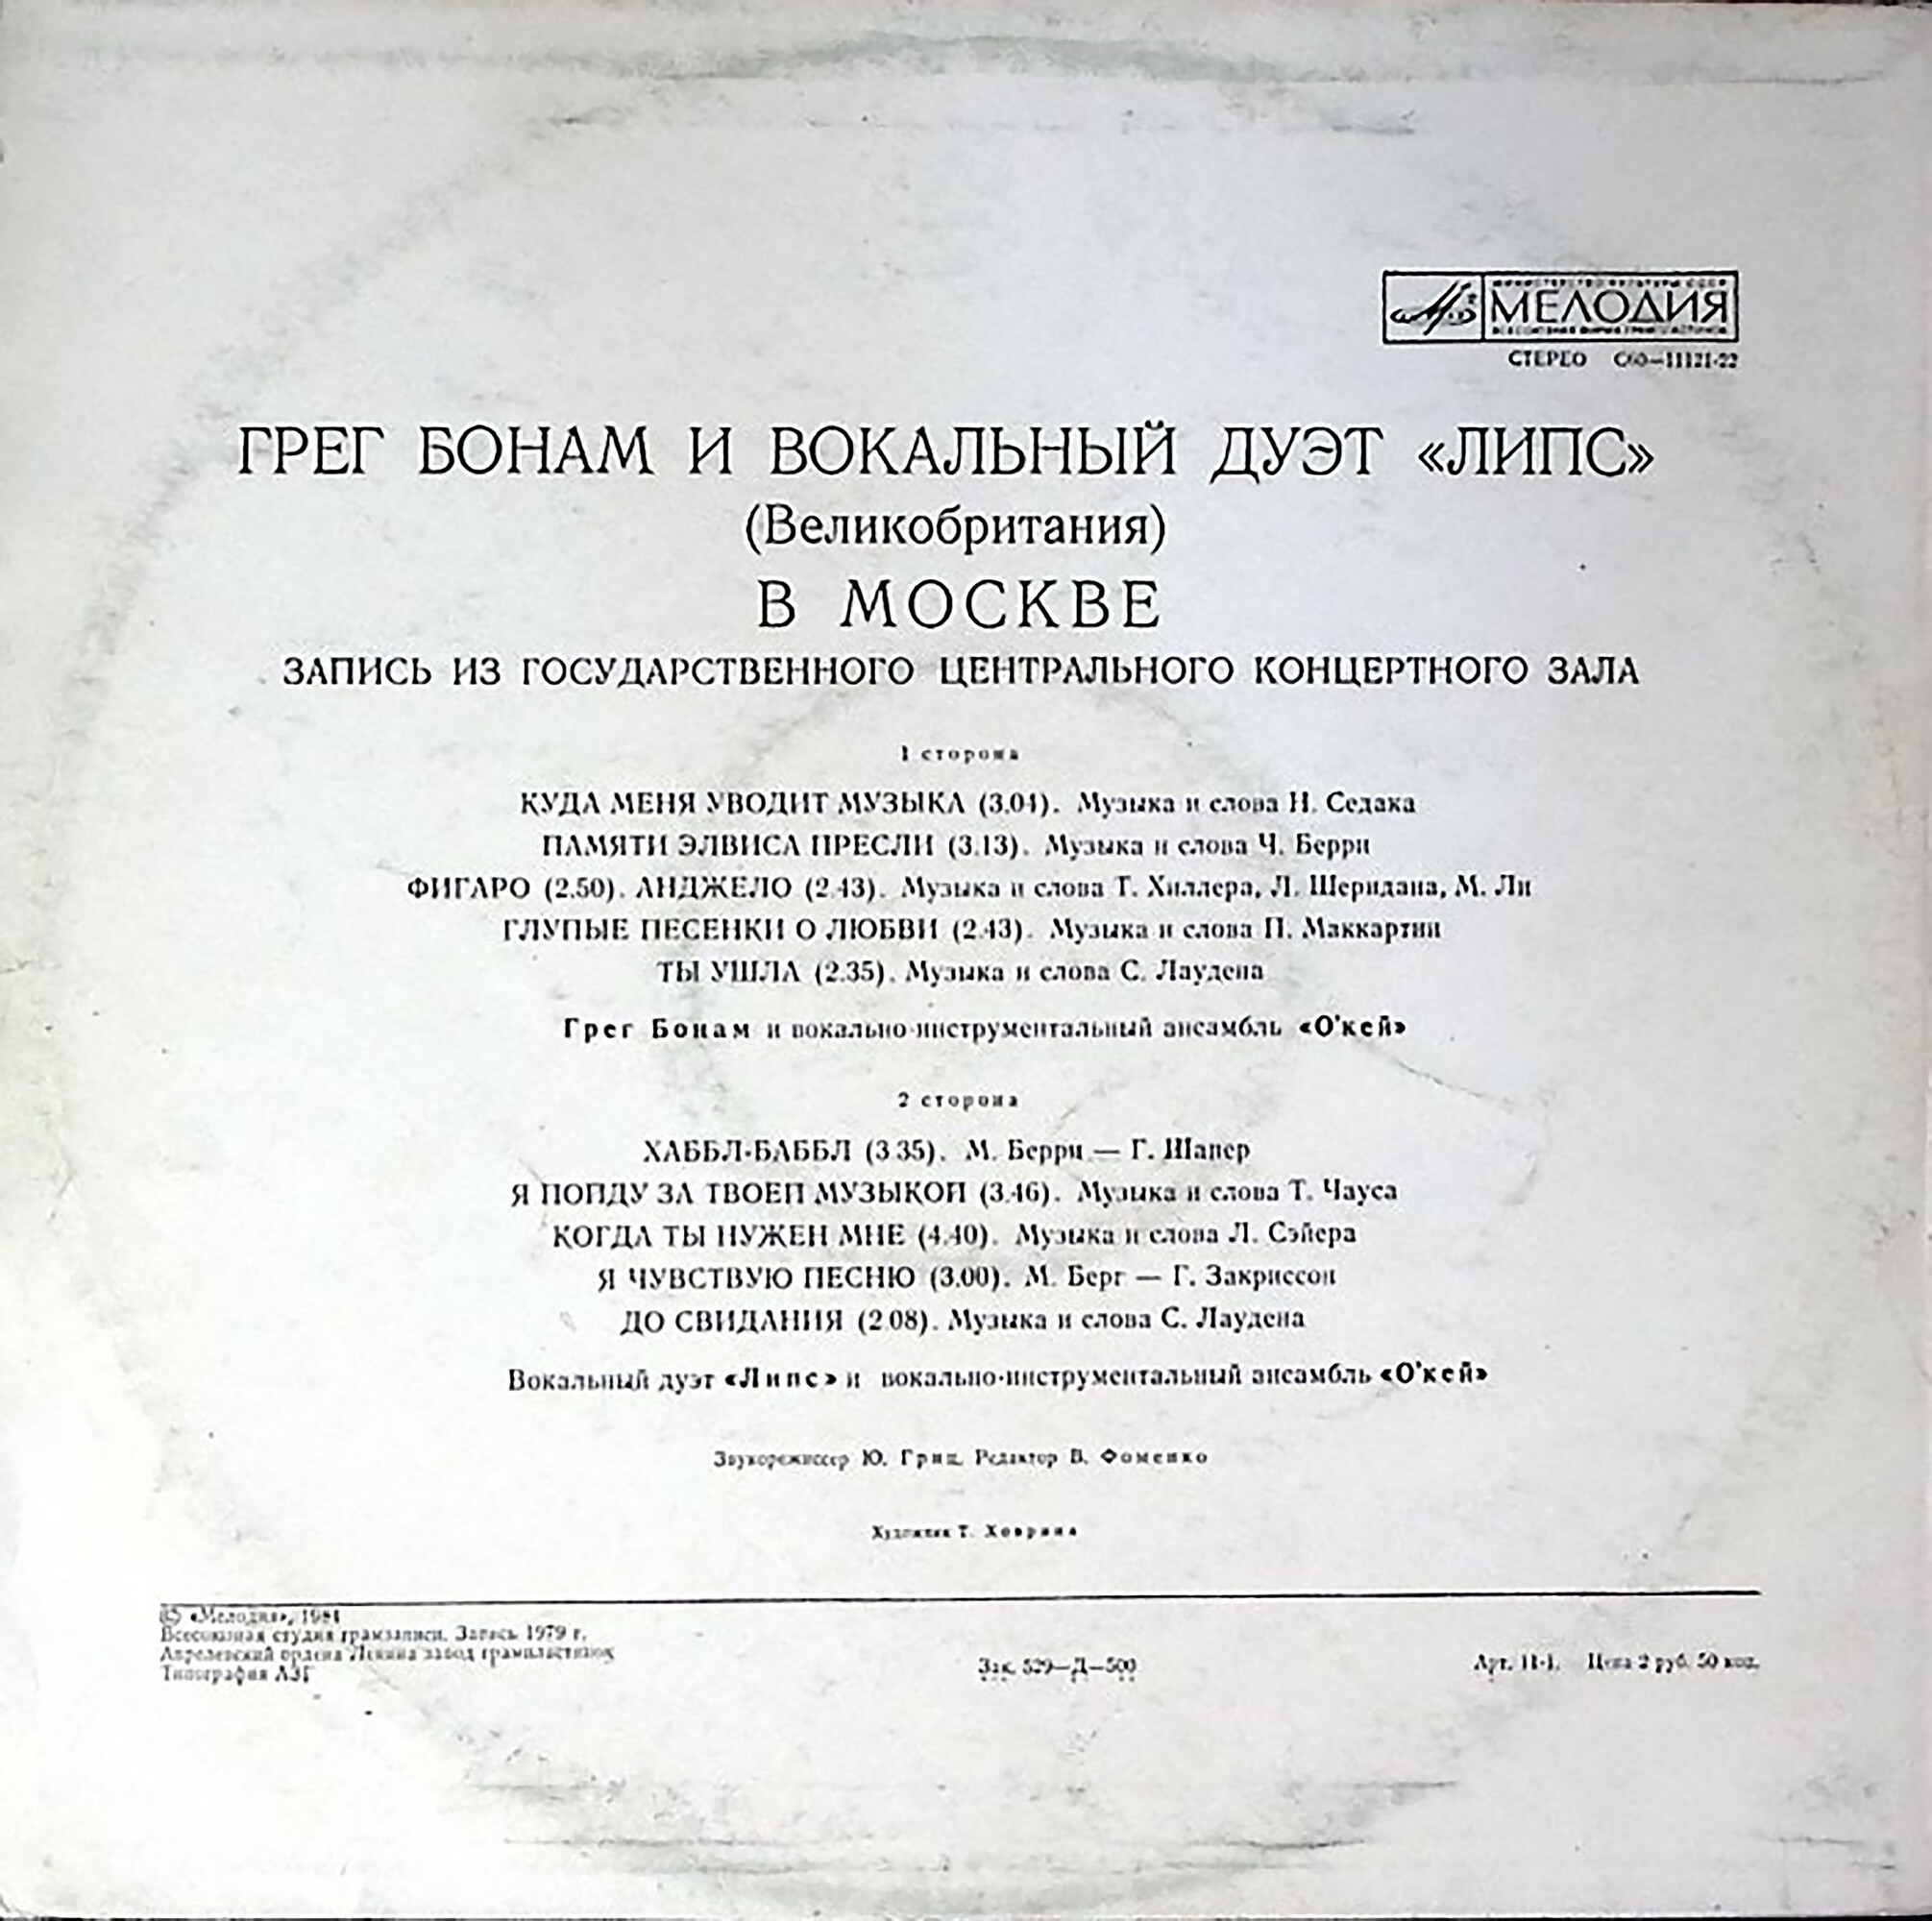 МИНИСТЕРСТВО КУЛЬТУРЫ СССР
МЕЛОДИЯ
ВСЕСОЮЗНАЯ ФИРМА ГРАМПЛАСТИНОК
СТЕРЕО С60—11121-22
ГРЕГ БОНАМ И ВОКАЛЬНЫЙ ДУЭТ «ЛИПС»
(Великобритания)
В МОСКВЕ
ЗАПИСЬ ИЗ ГОСУДАРСТВЕННОГО ЦЕНТРАЛЬНОГО КОНЦЕРТНОГО ЗАЛА
1 сторона
КУДА МЕНЯ УВОДИТ МУЗЫКА (3.04). Музыка и слова Н. Седака
ПАМЯТИ ЭЛВИСА ПРЕСЛИ (3.13). Музыка и слова Ч. Берри
ФИГАРО (2.50). АНДЖЕЛО (2.43). Музыка и слова Т. Хиллера, Л. Шеридана, М. Ли
ГЛУПЫЕ ПЕСЕНКИ О ЛЮБВИ (2.43). Музыка и слова П. Маккартни
ТЫ УШЛА (2.35). Музыка и слова С. Лаудена
Грег Бонам и вокально-инструментальный ансамбль «О'кей»
2 сторона
ХАББЛ-БАББЛ (3.35). М. Берри — Г. Шапер
Я ПОЙДУ ЗА ТВОЕЙ МУЗЫКОЙ (3.46). Музыка и слова Т. Чауса
КОГДА ТЫ НУЖЕН МНЕ (4.40). Музыка и слова Л. Сэйера
Я ЧУВСТВУЮ ПЕСНЮ (3.00). М. Берг — Г. Закриссон
ДО СВИДАНИЯ (2.08). Музыка и слова С. Лаудена
Вокальный дуэт «Липс» и вокально-инструментальный ансамбль «О'кей»
Звукорежиссер Ю. Гриц. Редактор В. Фоменко
Художник Т. Ховрина
«Мелодия», 1984
Всесоюзная студия грамзаписи. Запись 1979 г.
Апрелевский ордена Ленина завод грампластинок
Типография АЗГ
Зак. 529—Д—500
Арт. 11-1. Цена 2 руб. 50 коп.